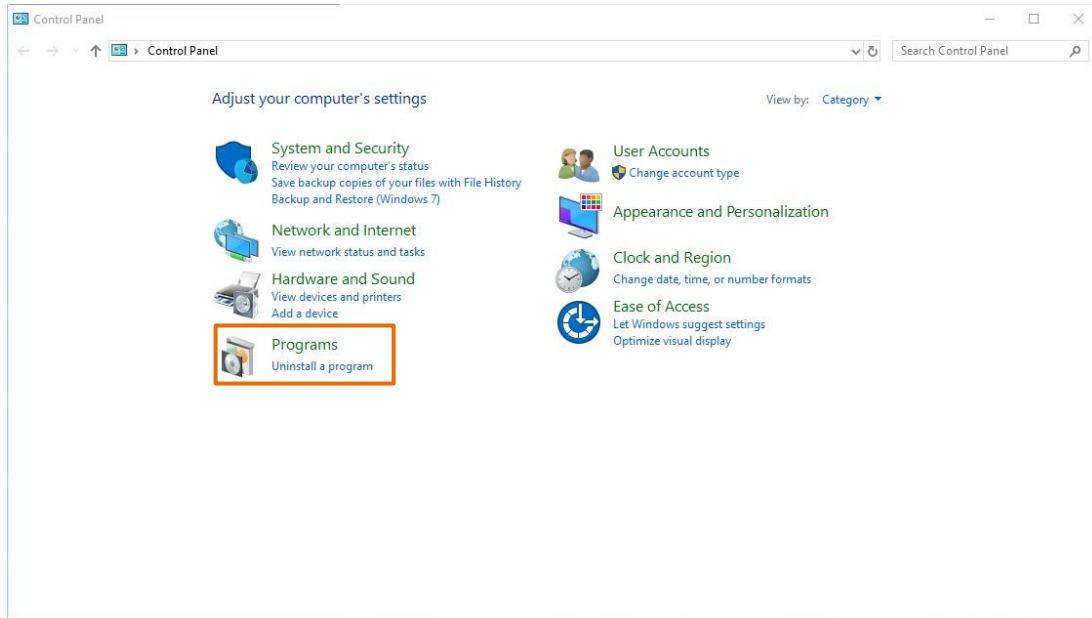 Control Panel
Control Panel
Search Control Panel
Adjust your computer's settings
View by: Category
System and Security
Review your computer's status
Save backup copies of your files with File History
Backup and Restore (Windows 7)
Network and Internet
View network status and tasks
Hardware and Sound
View devices and printers
Add a device
Programs
Uninstall a program
User Accounts
Change account type
Appearance and Personalization
Clock and Region
Change date, time, or number formats
Ease of Access
Let Windows suggest settings
Optimize visual display